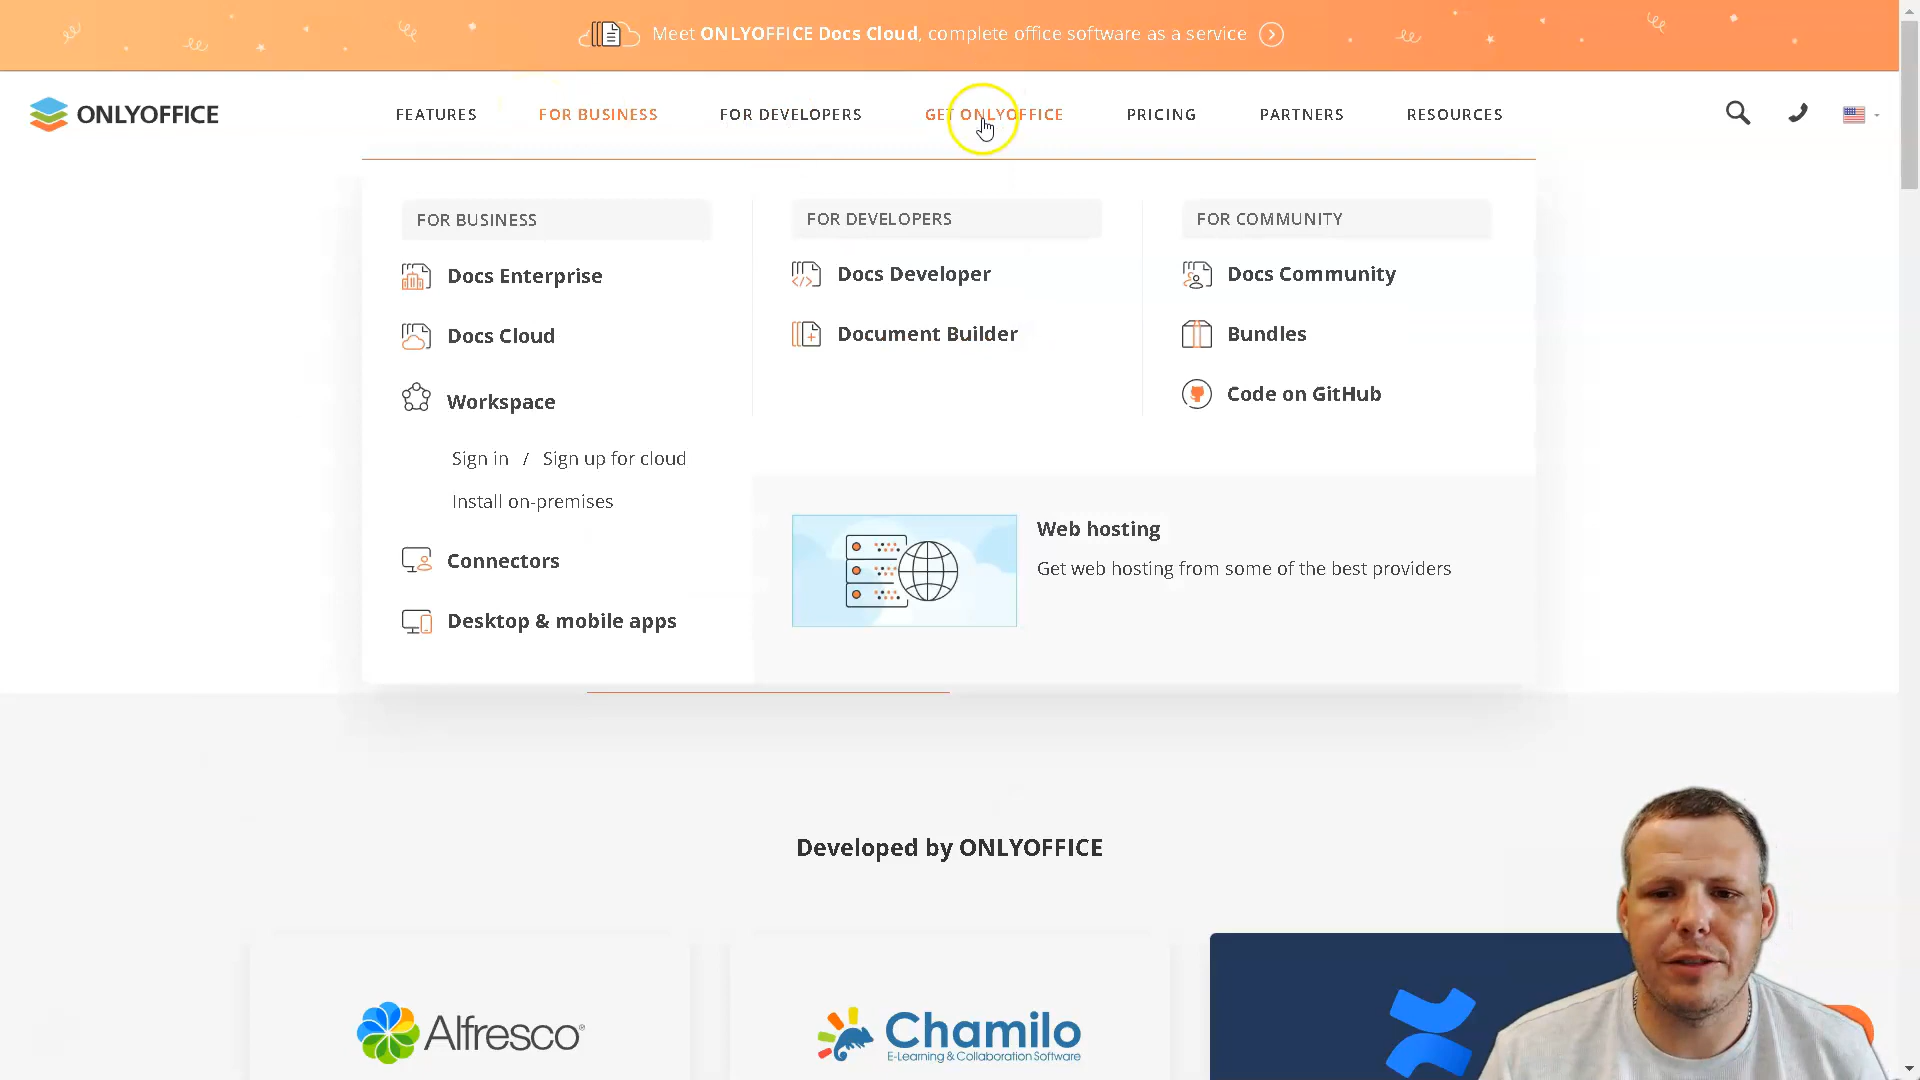 Meet ONLYOFFICE Docs Cloud, complete office software as a service
ONLYOFFICE
FEATURES
FOR BUSINESS
FOR DEVELOPERS
GET ONLYOFFICE
PRICING
PARTNERS
RESOURCES
FOR BUSINESS
Docs Enterprise
Docs Cloud
Workspace
Sign in / Sign up for cloud
Install on-premises
Connectors
Desktop & mobile apps
FOR DEVELOPERS
Docs Developer
Document Builder
FOR COMMUNITY
Docs Community
Bundles
Code on GitHub
Web hosting
Get web hosting from some of the best providers
Developed by ONLYOFFICE
Alfresco®
Chamilo
E-Learning & Collaboration Software